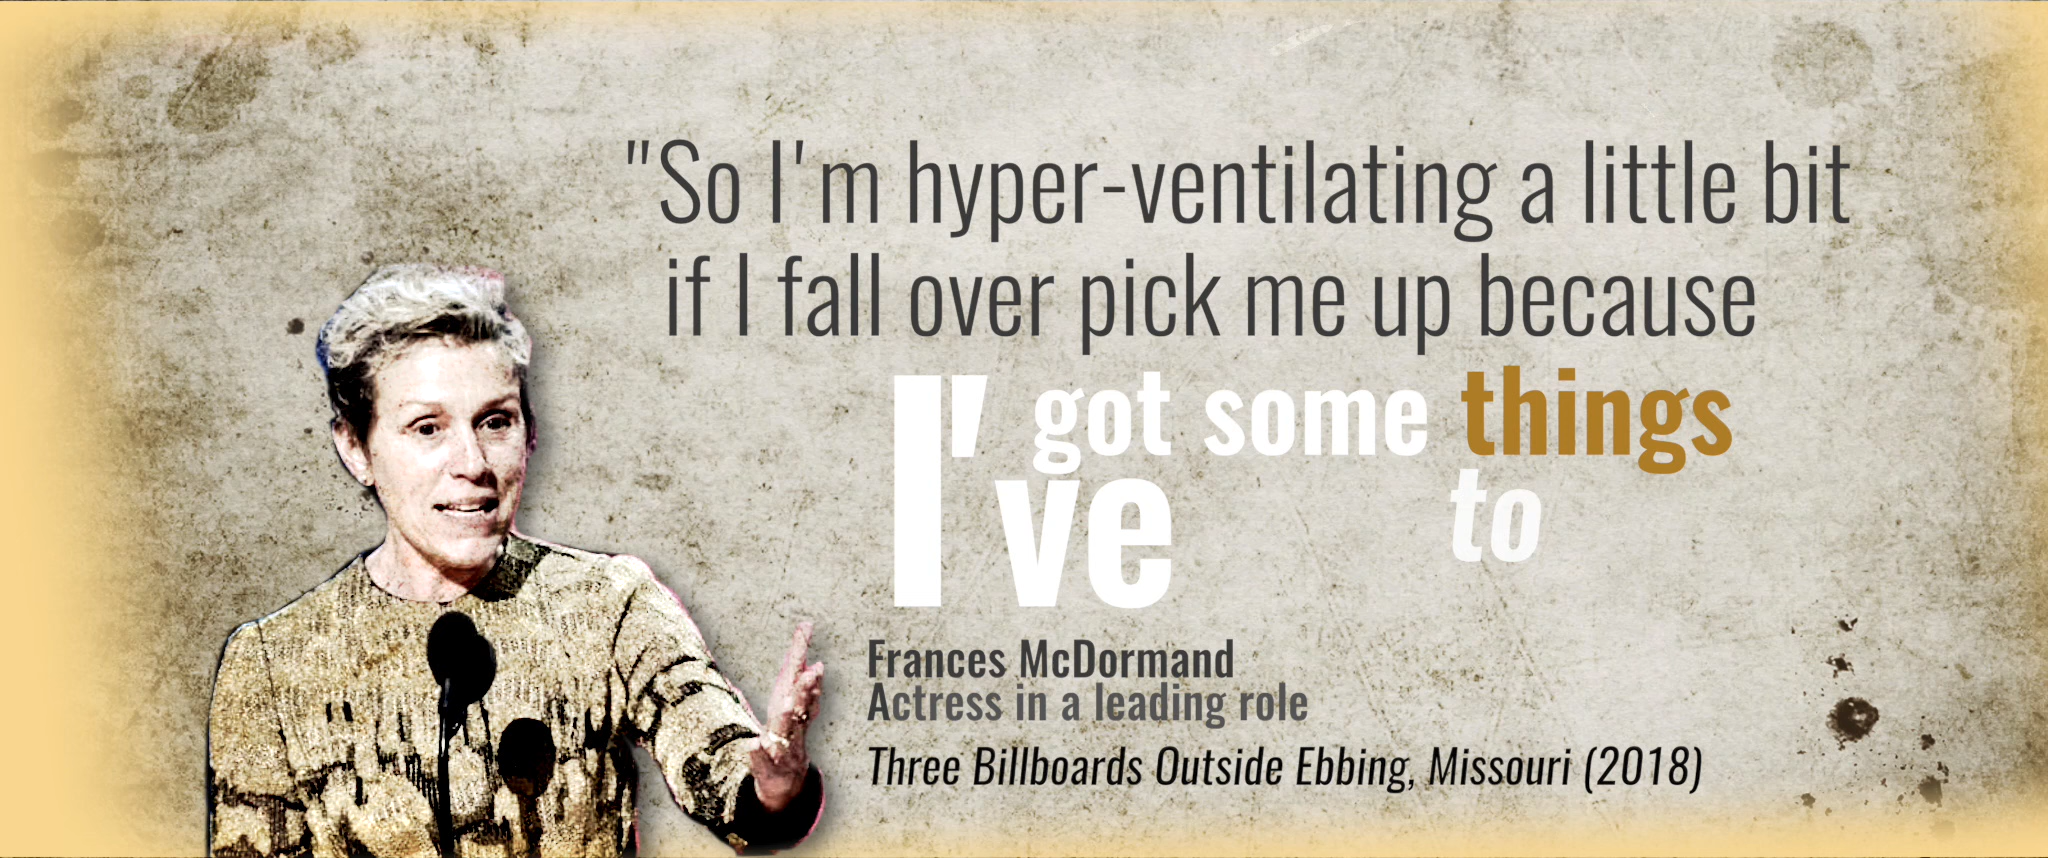 "So I'm hyper-ventilating a little bit
if I fall over pick me up because
I've got some things
to
Frances McDormand
Actress in a leading role
Three Billboards Outside Ebbing, Missouri (2018)